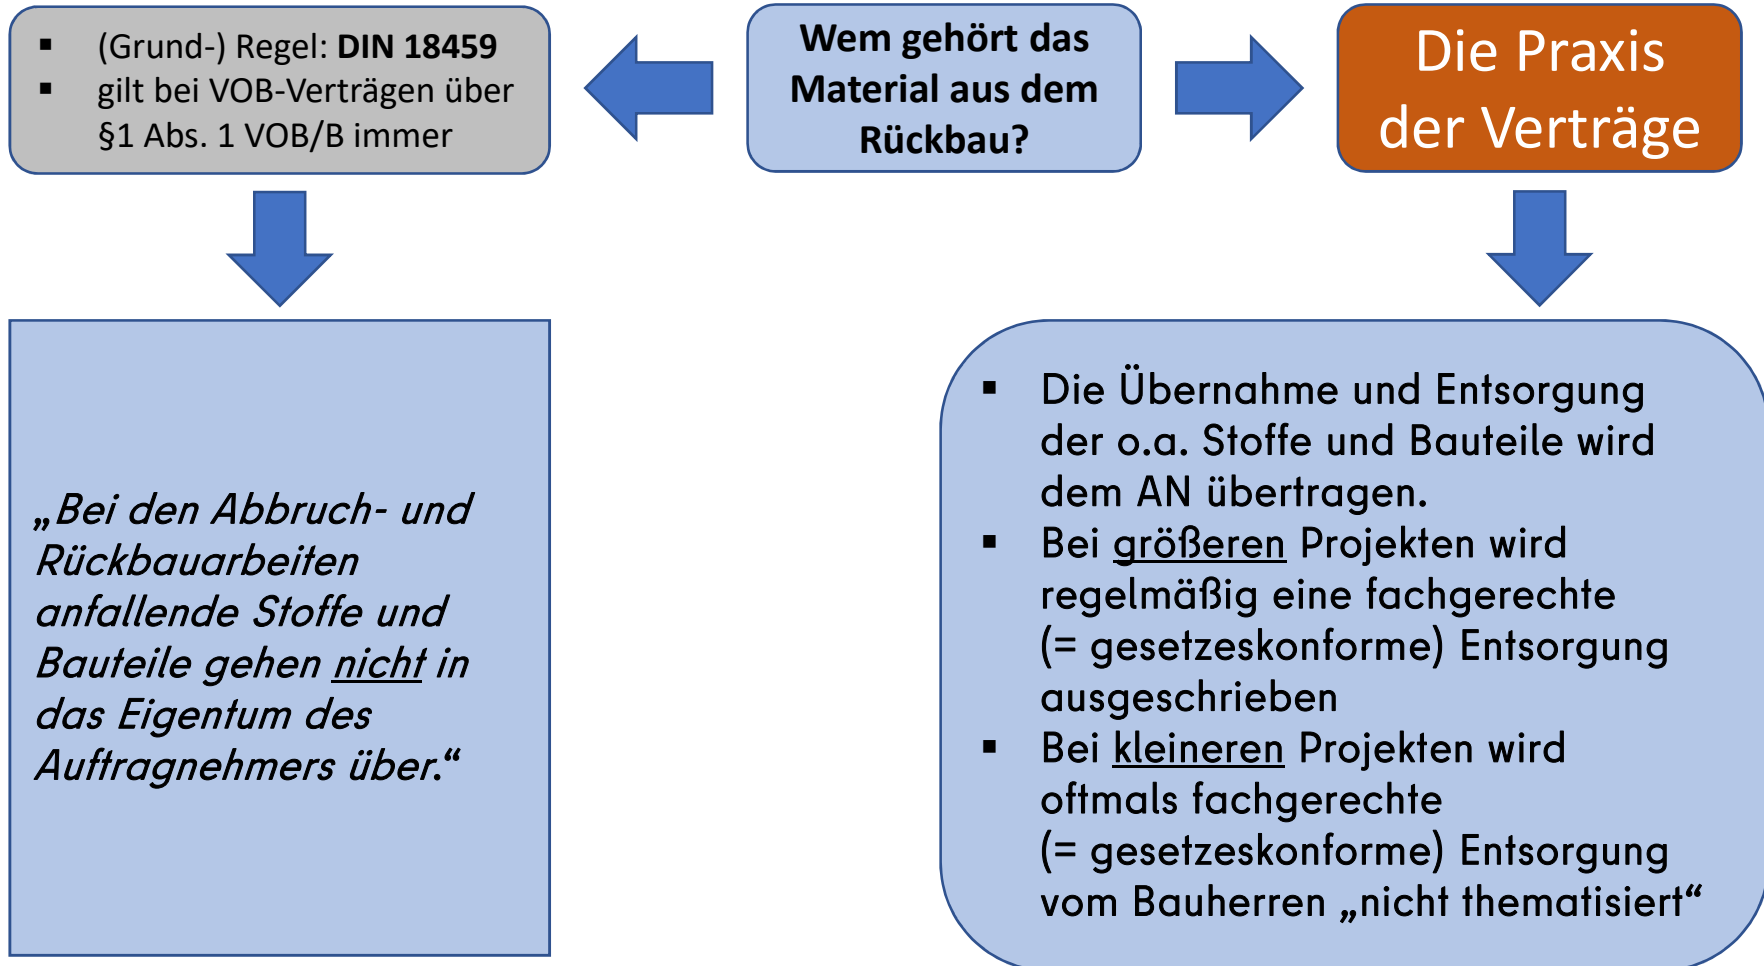 ▪ (Grund-) Regel: DIN 18459
▪ gilt bei VOB-Verträgen über
§1 Abs. 1 VOB/B immer
Wem gehört das
Material aus dem
Rückbau?
Die Praxis
der Verträge
„Bei den Abbruch- und
Rückbauarbeiten
anfallende Stoffe und
Bauteile gehen nicht in
das Eigentum des
Auftragnehmers über.“
▪ Die Übernahme und Entsorgung
der o.a. Stoffe und Bauteile wird
dem AN übertragen.
▪ Bei größeren Projekten wird
regelmäßig eine fachgerechte
(= gesetzeskonforme) Entsorgung
ausgeschrieben
▪ Bei kleineren Projekten wird
oftmals fachgerechte
(= gesetzeskonforme) Entsorgung
vom Bauherren „nicht thematisiert“